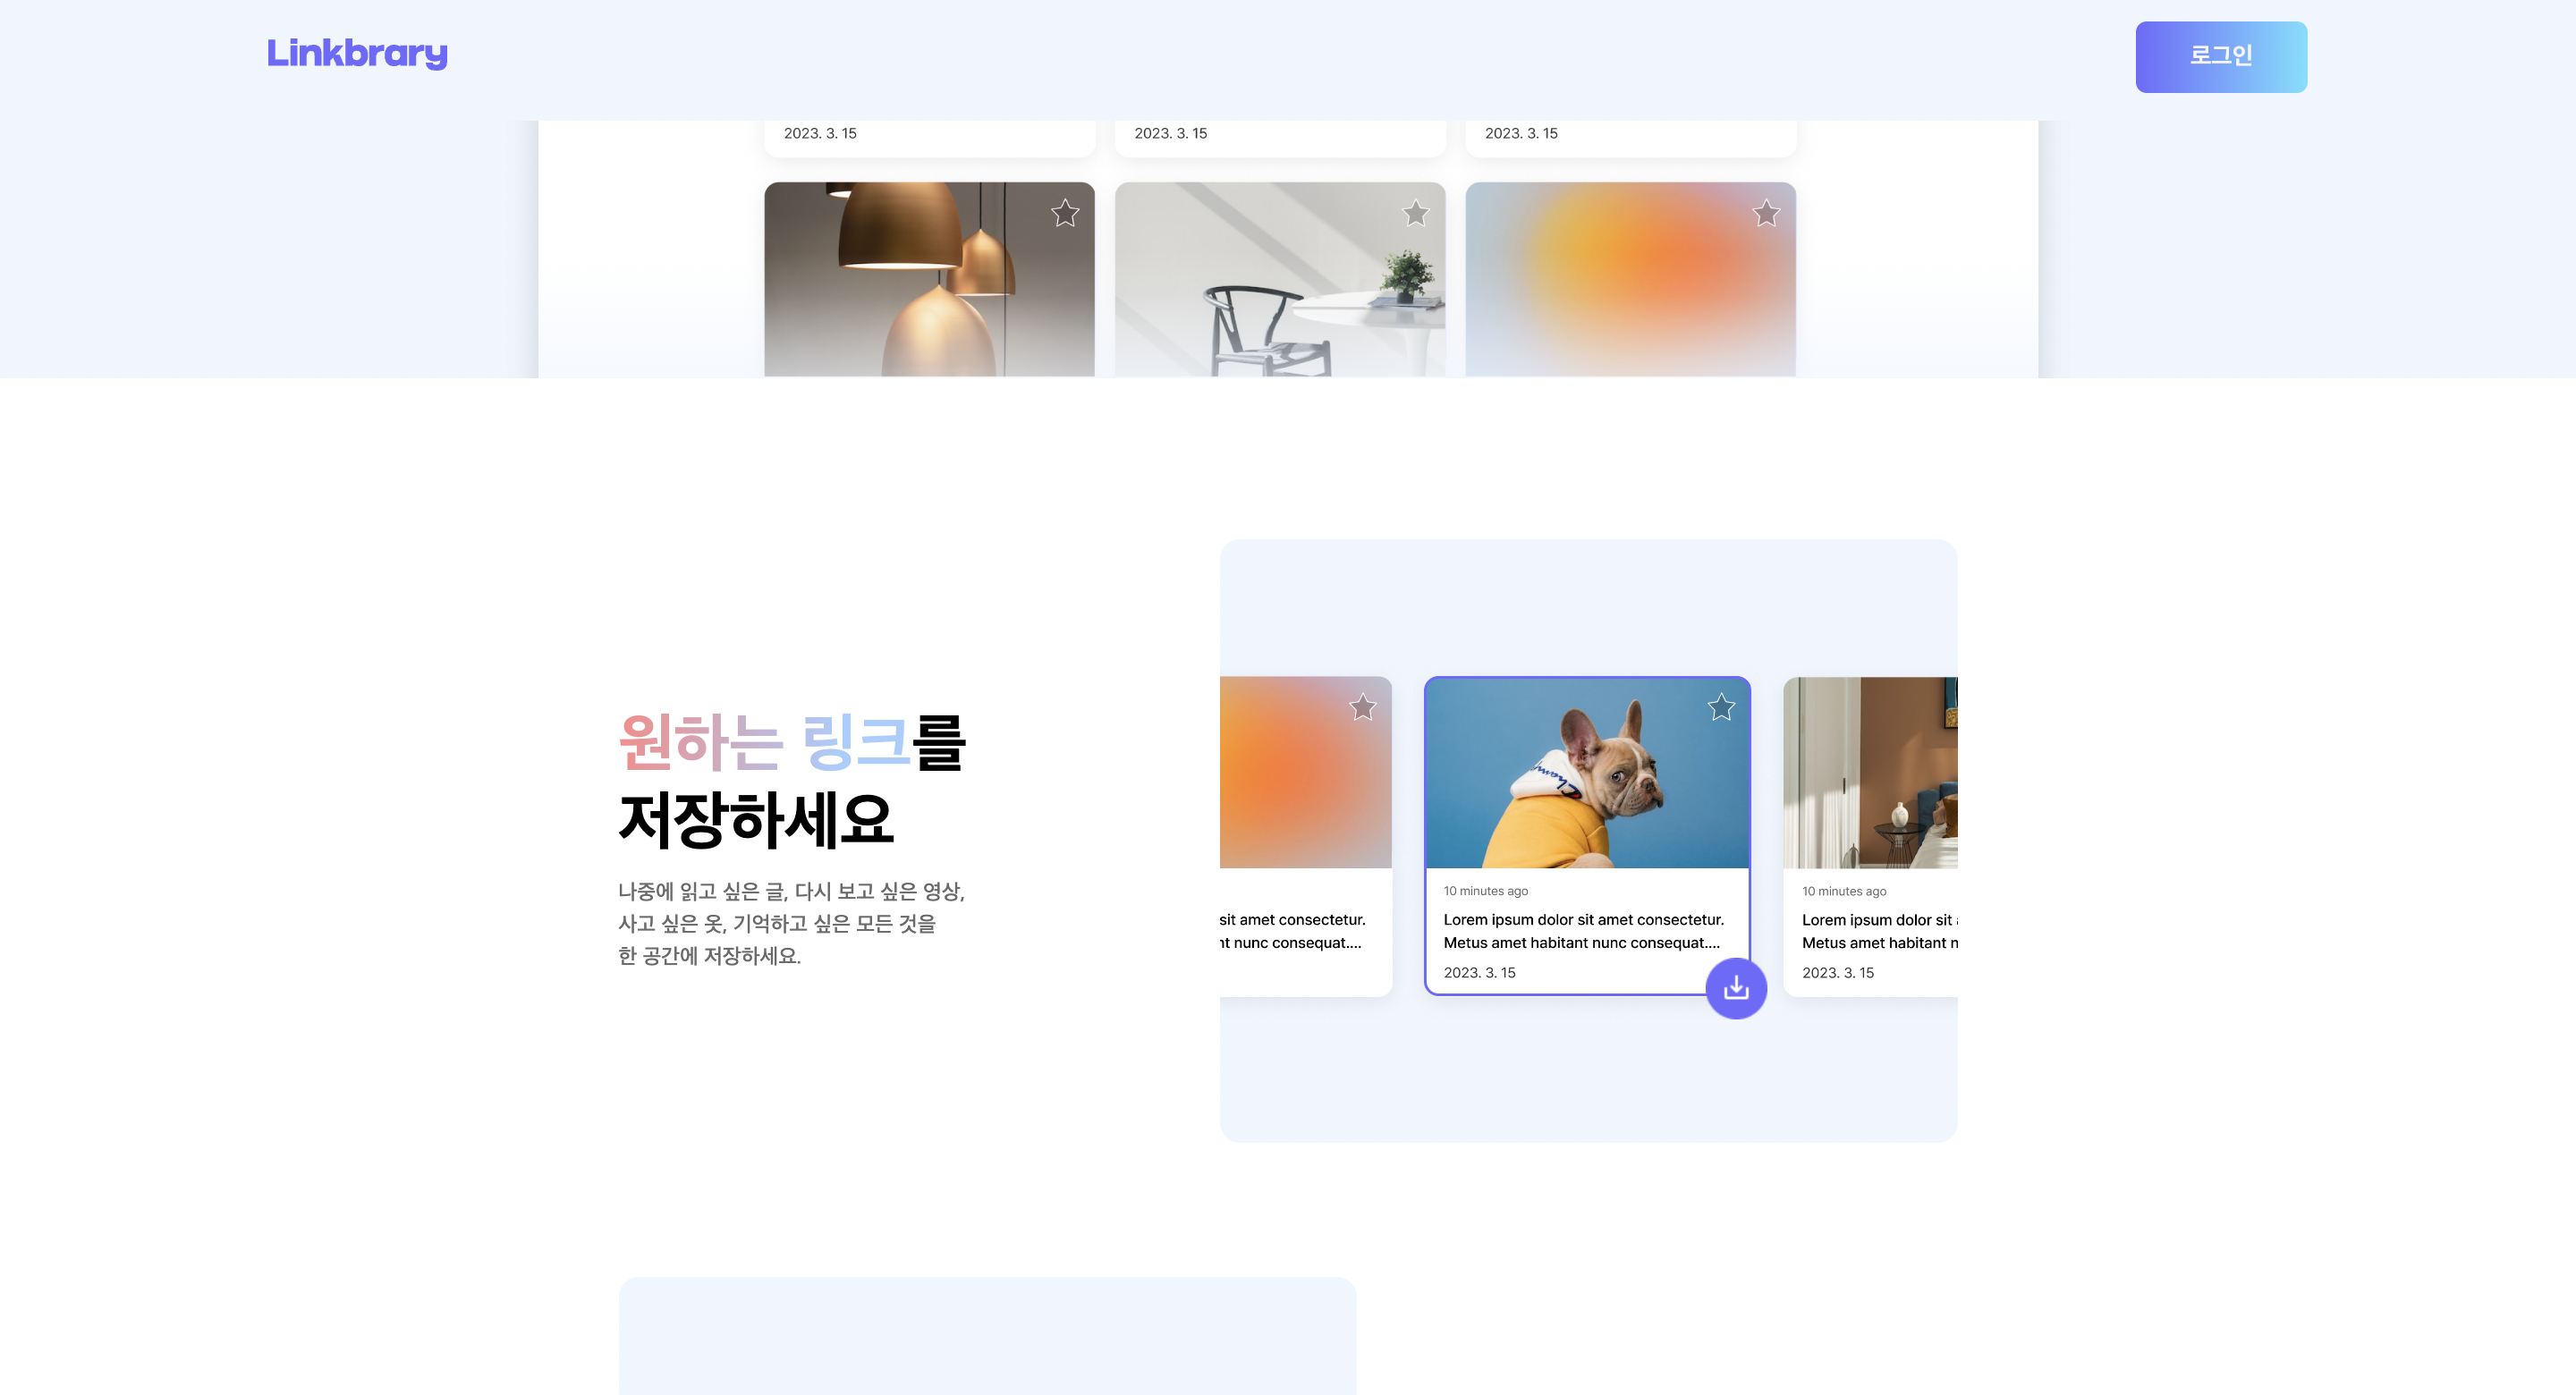 Linkbrary
로그인
2023. 3. 15
2023. 3. 15
2023. 3. 15
원하는 링크를
저장하세요
나중에 읽고 싶은 글, 다시 보고 싶은 영상,
사고 싶은 옷, 기억하고 싶은 모든 것을
한 공간에 저장하세요.
sit amet consectetur.
nt nunc consequat....
10 minutes ago
Lorem ipsum dolor sit amet consectetur.
Metus amet habitant nunc consequat....
2023. 3. 15
10 minutes ago
Lorem ipsum dolor sit
Metus amet habitant
2023. 3. 15